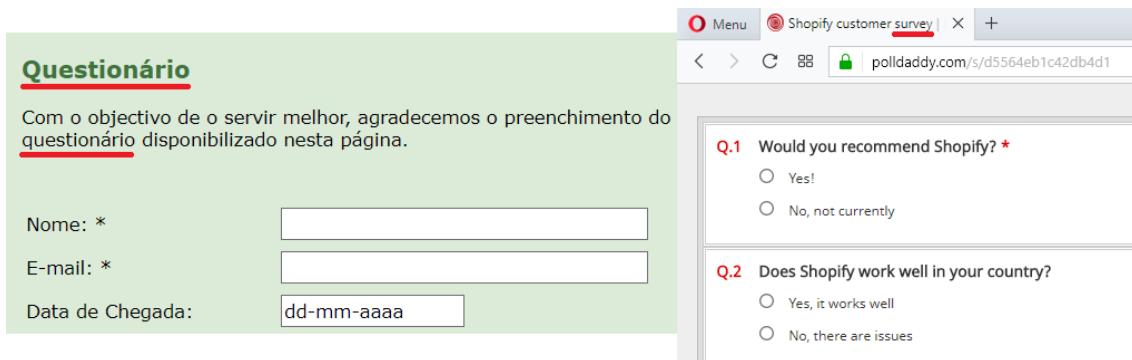 Questionário
Com o objectivo de o servir melhor, agradecemos o preenchimento do
questionário disponibilizado nesta página.
Nome: *
E-mail: *
Data de Chegada:
dd-mm-aaaa
Menu
Shopify customer survey |
polldaddy.com/s/d5564eb1c42db4d1
Q.1 Would you recommend Shopify? *
Yes!
No, not currently
Q.2 Does Shopify work well in your country?
Yes, it works well
No, there are issues